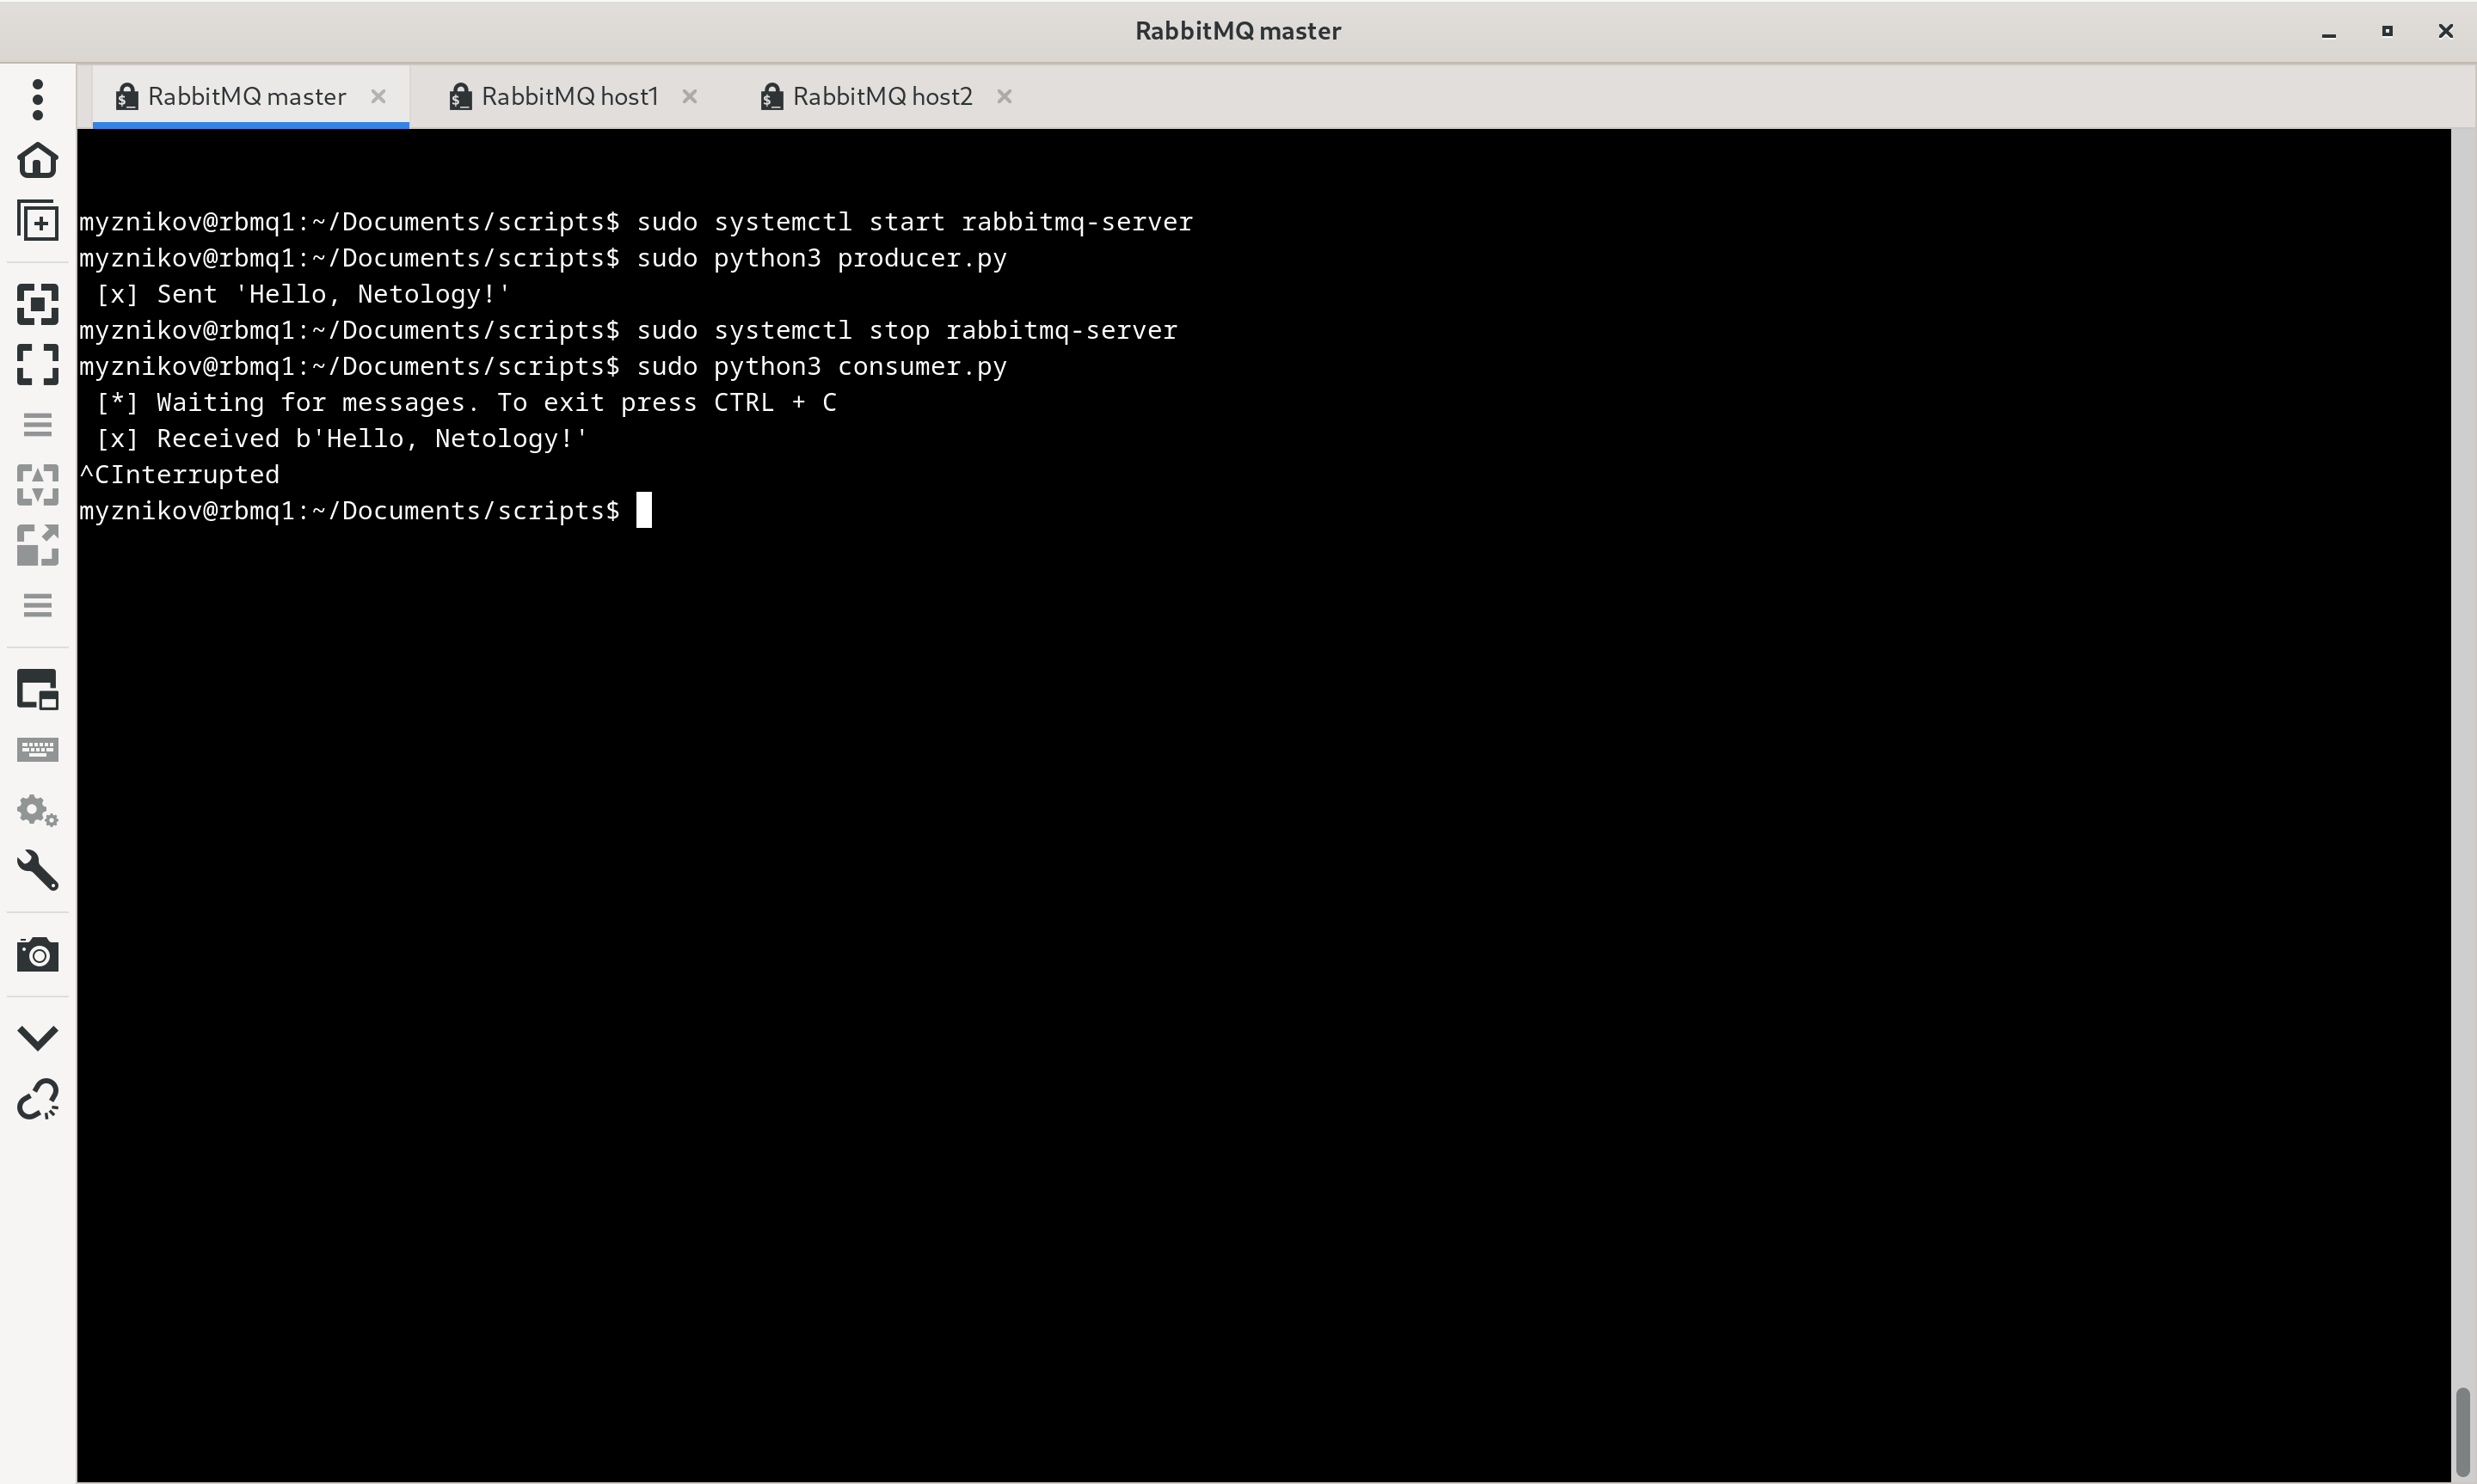 RabbitMQ master
RabbitMQ master RabbitMQ host1 RabbitMQ host2
myznikov@rbmq1:~/Documents/scripts$ sudo systemctl start rabbitmq-server
myznikov@rbmq1:~/Documents/scripts$ sudo python3 producer.py
[x] Sent 'Hello, Netology!'
myznikov@rbmq1:~/Documents/scripts$ sudo systemctl stop rabbitmq-server
myznikov@rbmq1:~/Documents/scripts$ sudo python3 consumer.py
[*] Waiting for messages. To exit press CTRL + C
[x] Received b'Hello, Netology!'
^CInterrupted
myznikov@rbmq1:~/Documents/scripts$